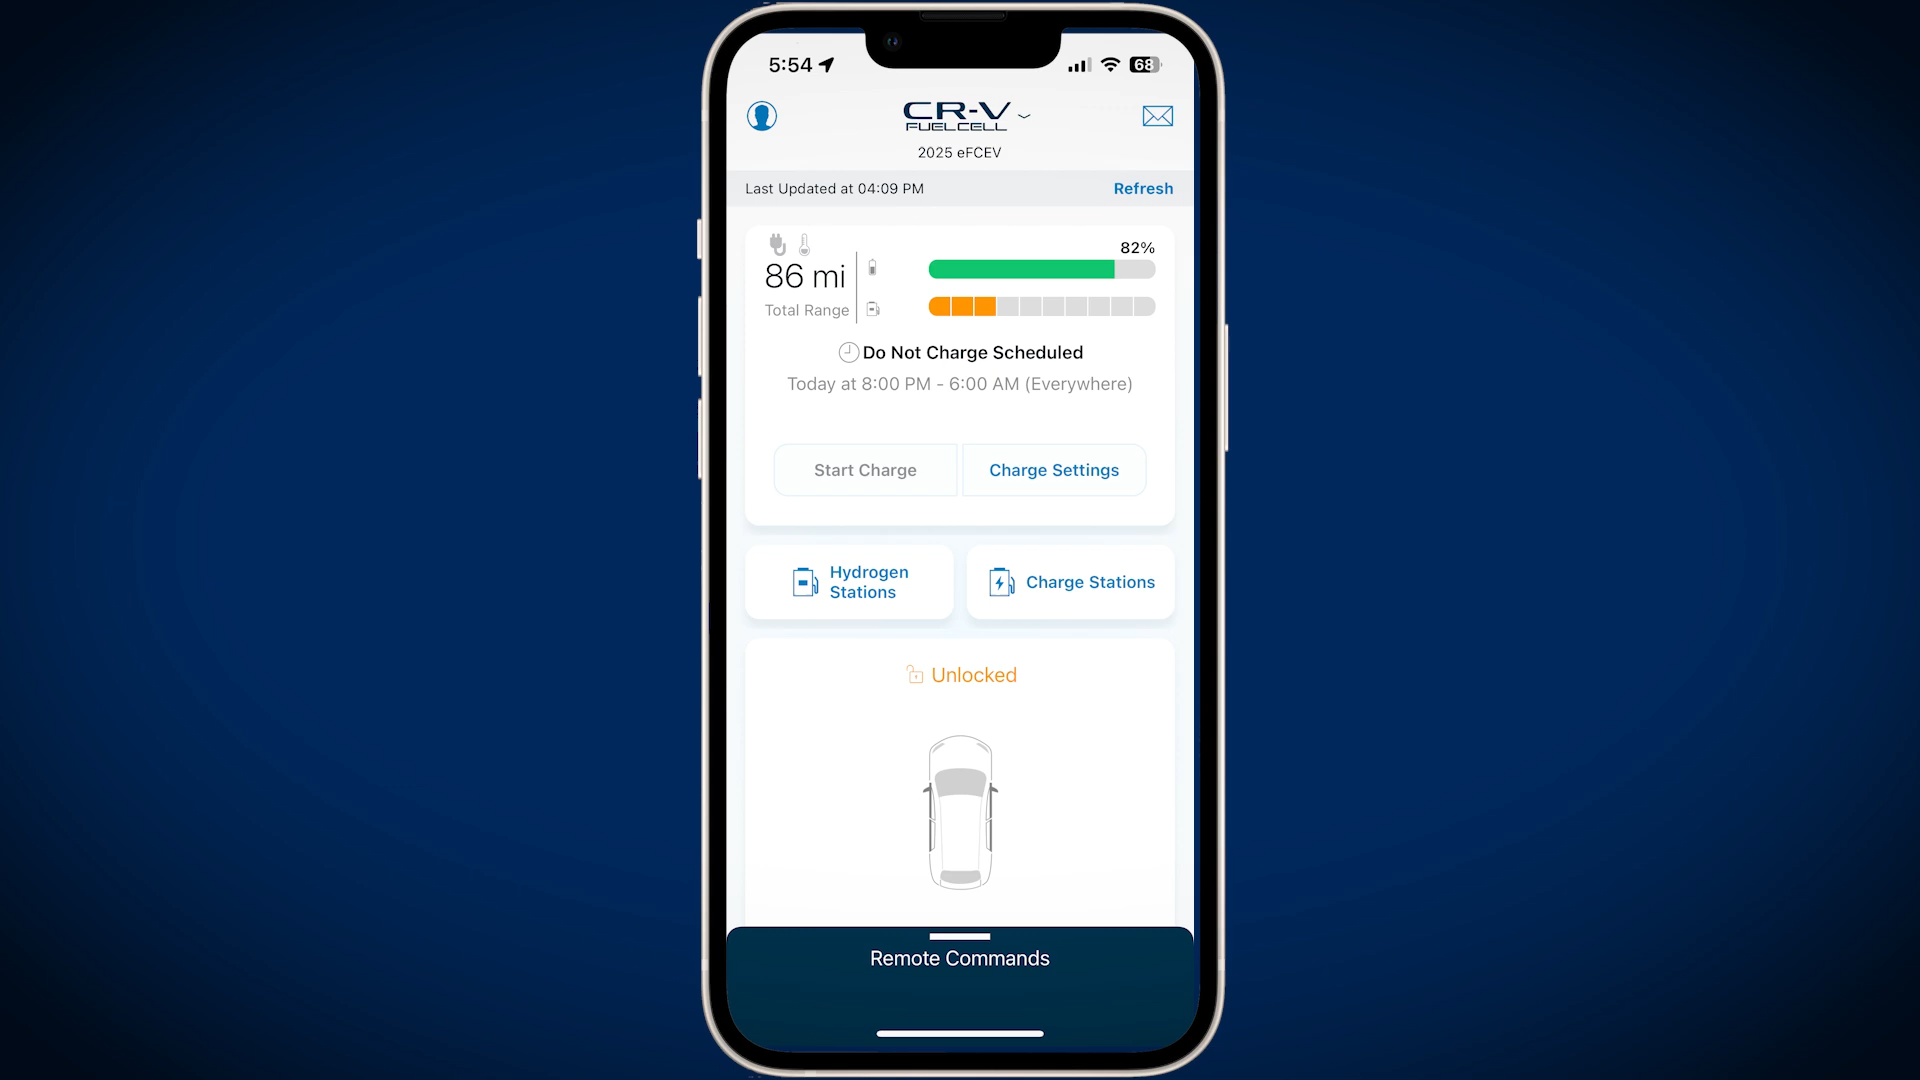 5:54
68
CR-V
FUELCELL
2025 eFCEV
Last Updated at 04:09 PM
Refresh
82%
86 mi
Total Range
Do Not Charge Scheduled
Today at 8:00 PM - 6:00 AM (Everywhere)
Start Charge
Charge Settings
Hydrogen
Stations
Charge Stations
Unlocked
Remote Commands